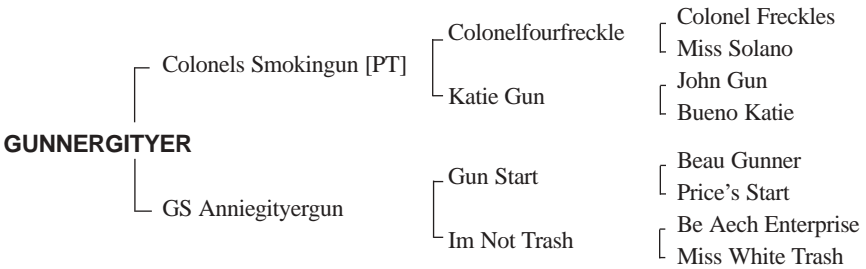 Colonel Freckles
Colonelfourfreckle
Miss Solano
Colonels Smokingun [PT]
John Gun
Katie Gun
Bueno Katie
GUNNERGITYER
Beau Gunner
Gun Start
Price's Start
GS Anniegityergun
Be Aech Enterprise
Im Not Trash
Miss White Trash